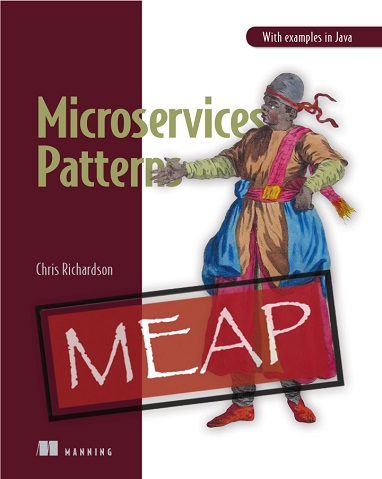 With examples in Java
Microservices
Patterns
Chris Richardson
MEAP
MANNING